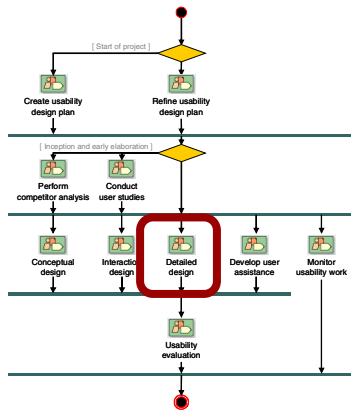 [ Start of project ]
Create usability
design plan
Refine usability
design plan
[ Inception and early elaboration ]
Perform
competitor analysis
Conduct
user studies
Conceptual
design
Interaction
design
Detailed
design
Develop user
assistance
Monitor
usability work
Usability
evaluation